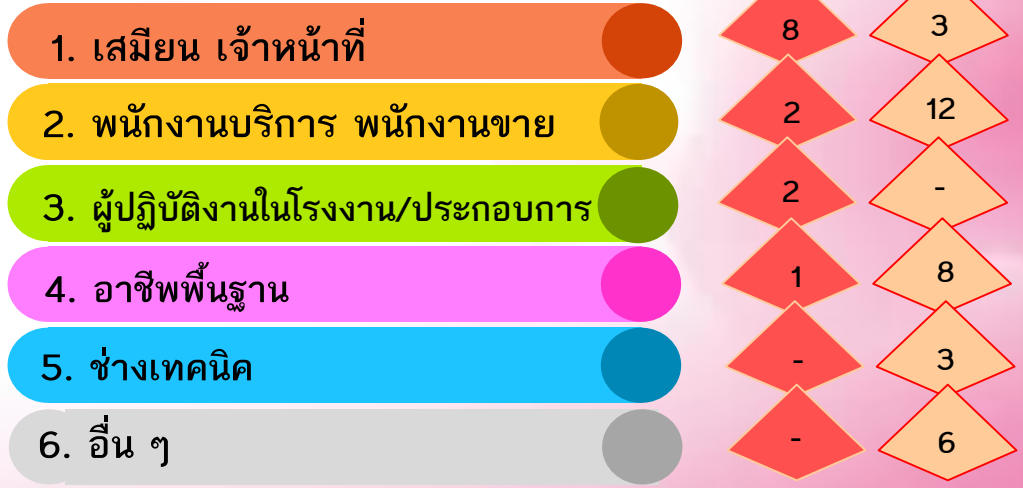 1. เสมียน เจ้าหน้าที่ 8 3
2. พนักงานบริการ พนักงานขาย 2 12
3. ผู้ปฏิบัติงานในโรงงาน/ประกอบการ 2 -
4. อาชีพพื้นฐาน 1 8
5. ช่างเทคนิค - 3
6. อื่น ๆ - 6